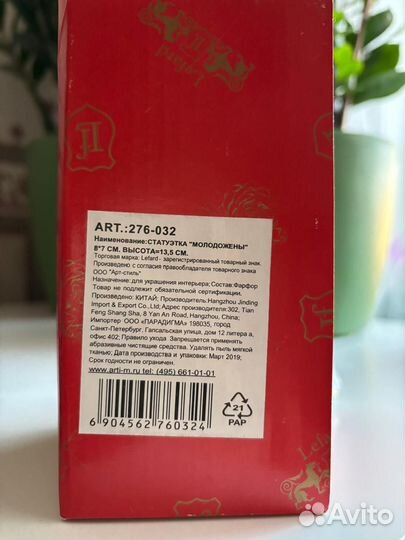 Lefard
ART.:276-032
Наименование:СТАТУЭТКА "МОЛОДОЖЕНЫ"
8*7 СМ. ВЫСОТА=13,5 СМ.
Торговая марка: Lefard - зарегистрированный товарный знак.
Произведено с согласия правообладателя товарного знака
ООО "Арт-стиль"
Назначение: для украшения интерьера;Состав:Фарфор
Товар не подлежит обязательной сертификации.
Произведено: КИТАЙ; Производитель:Hangzhou Jinding
Import & Export Co.,Ltd;Адрес производителя:302, Tian
Feng Shang Sha, 8 Yan An Road, Hangzhou, China;
Импортер ООО «ПАРАДИГМА» 198035, город
Санкт-Петербург, Гапсальская улица, дом 12 литера а,
офис 402; Правило ухода Запрещается применять
абразивные чистящие средства. Удалять пыль мягкой
тканью; Дата производства и упаковки: Март 2019;
Срок годности не ограничен.
www.arti-m.ru тел: (495) 661-01-01
6 904562 760324
21
PAP
Lefard
Avito